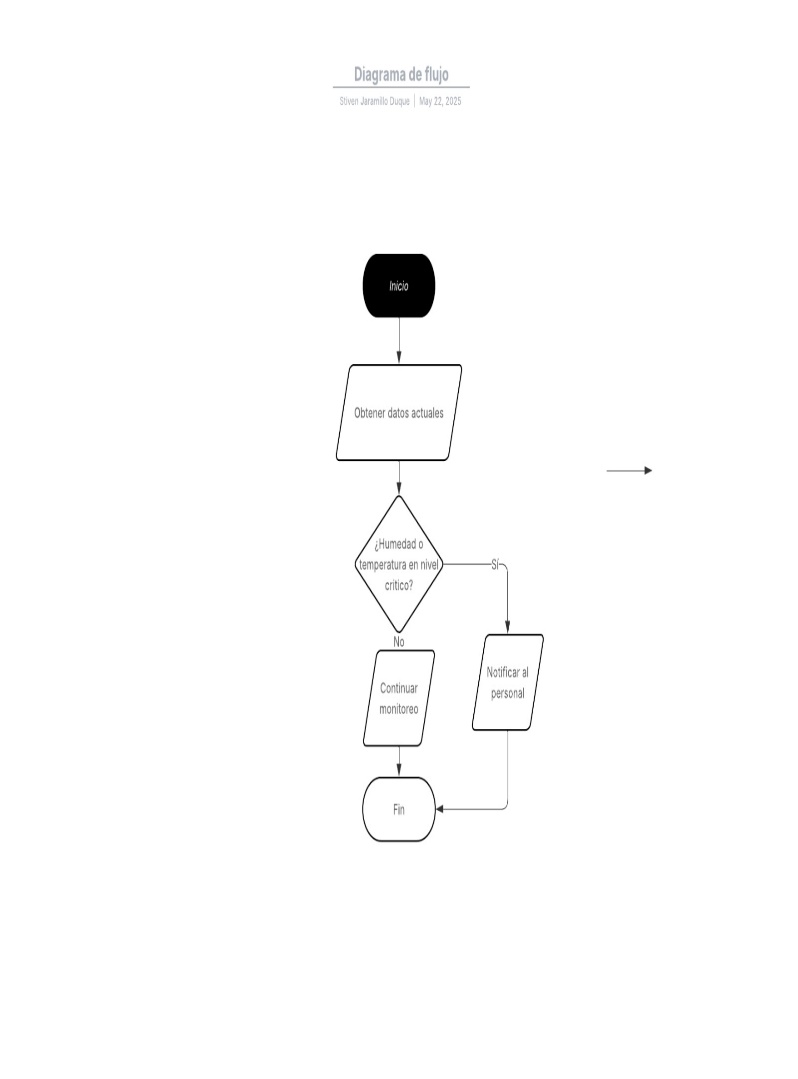 Diagrama de flujo
Stiven Jaramillo Duque | May 22, 2025
Inicio
Obtener datos actuales
¿Humedad o
temperatura en nivel
critico?
Sí
No
Notificar al
personal
Continuar
monitoreo
Fin